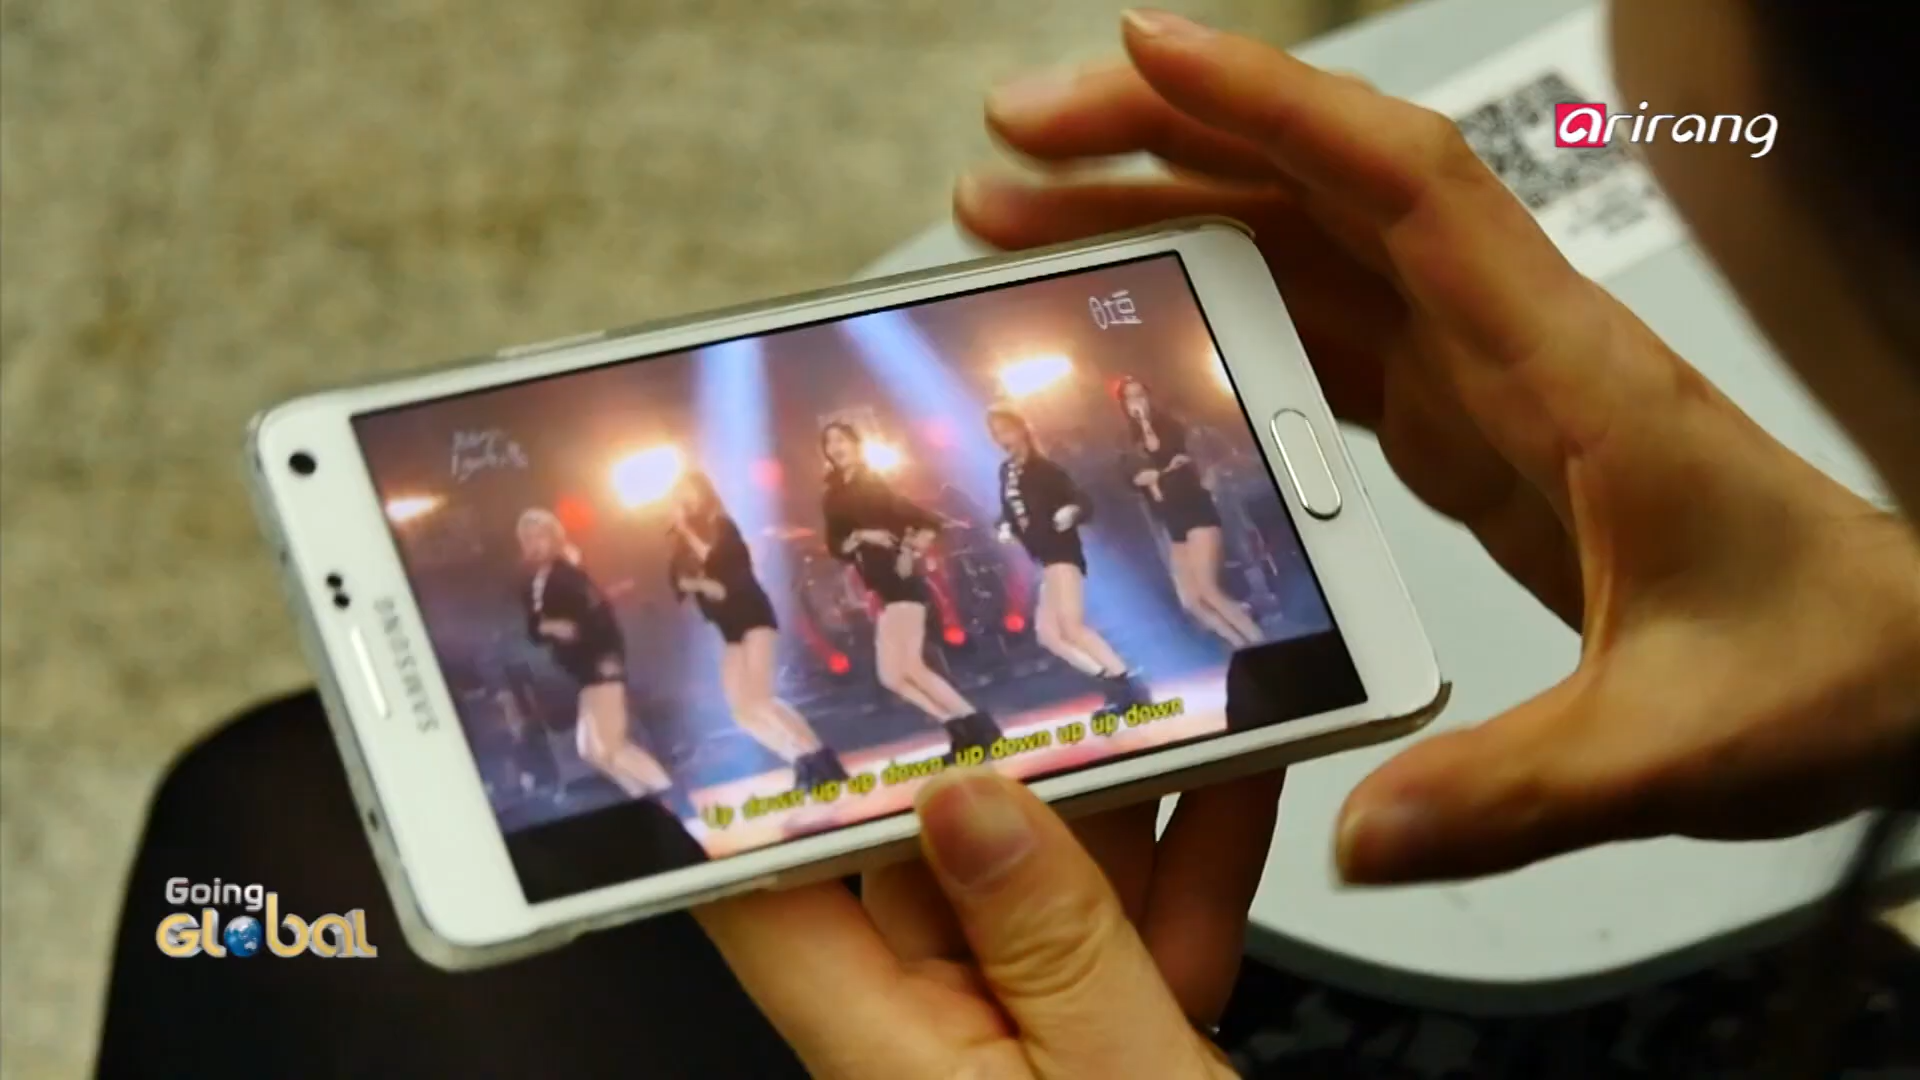 arirang
SAMSUNG
Up down up up down up down up up down
Going
GLobal